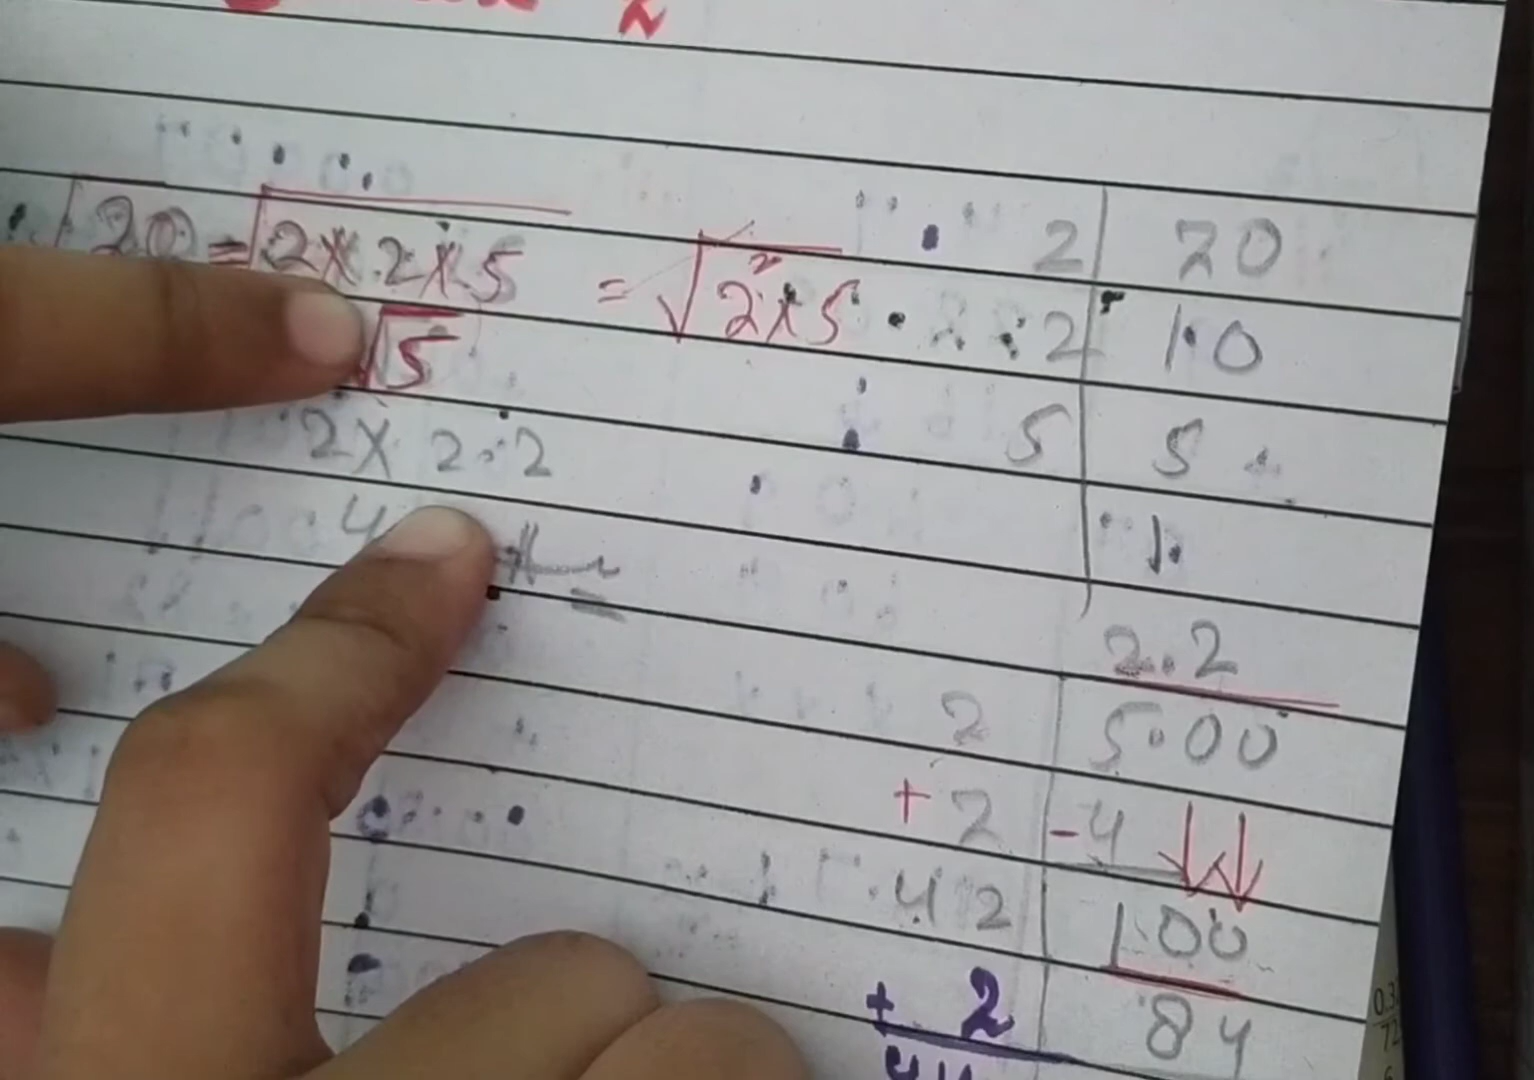 2
√20 = √2×2×5 = √2²×5
√5
2× 2.2
4
2 | 20
2 | 10
5 | 5
1
2.2
2 | 5.00
+ 2 | -4 ↓↓
42 | 100
+ 2 | 84